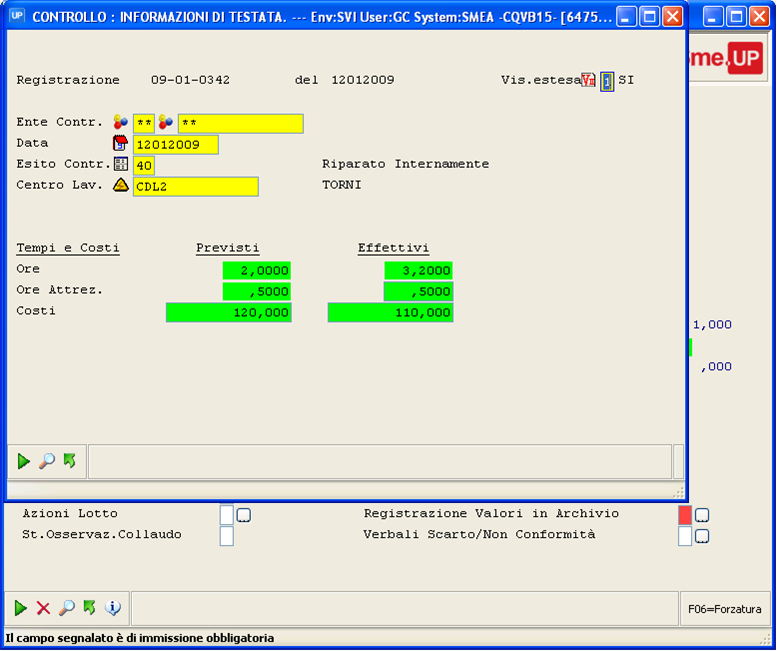 UP CONTROLLO : INFORMAZIONI DI TESTATA. --- Env:SVI User:GC System:SMEA -CQVB15- [6475...
me.UP
Registrazione 09-01-0342 del 12012009 Vis.estesa 1 SI
Ente Contr. ** **
Data 12012009
Esito Contr. 40 Riparato Internamente
Centro Lav. CDL2 TORNI
Tempi e Costi Previsti Effettivi
Ore 2,0000 3,2000
Ore Attrez. ,5000 ,5000
Costi 120,000 110,000
1,000
,000
Azioni Lotto Registrazione Valori in Archivio
St.Osservaz.Collaudo Verbali Scarto/Non Conformità
F06=Forzatura
Il campo segnalato è di immissione obbligatoria